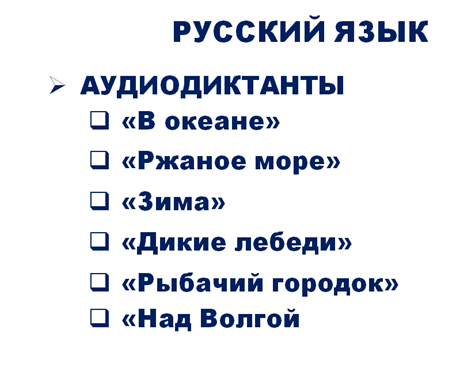 РУССКИЙ ЯЗЫК
АУДИОДИКТАНТЫ
«В океане»
«Ржаное море»
«Зима»
«Дикие лебеди»
«Рыбачий городок»
«Над Волгой